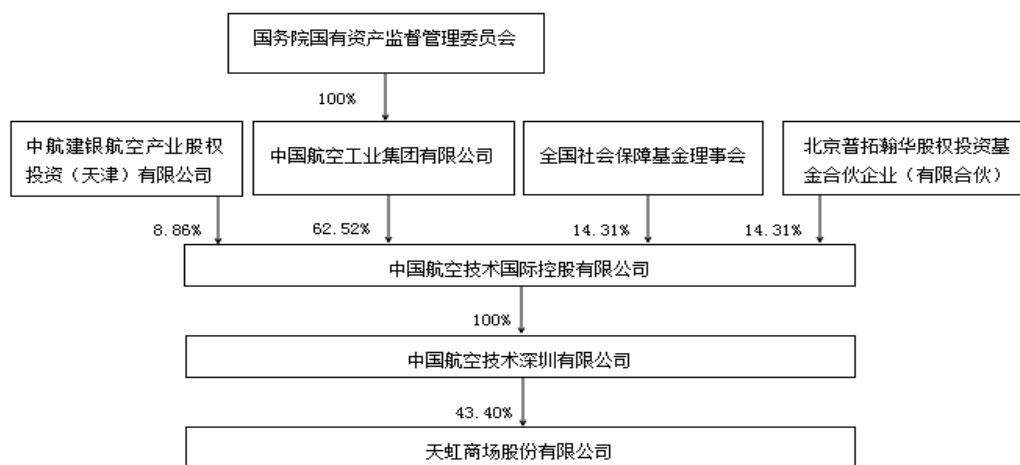 国务院国有资产监督管理委员会
100%
中航建银航空产业股权
投资（天津）有限公司
中国航空工业集团有限公司
全国社会保障基金理事会
北京普拓瀚华股权投资基
金合伙企业（有限合伙）
8.86%
62.52%
14.31%
14.31%
中国航空技术国际控股有限公司
100%
中国航空技术深圳有限公司
43.40%
天虹商场股份有限公司